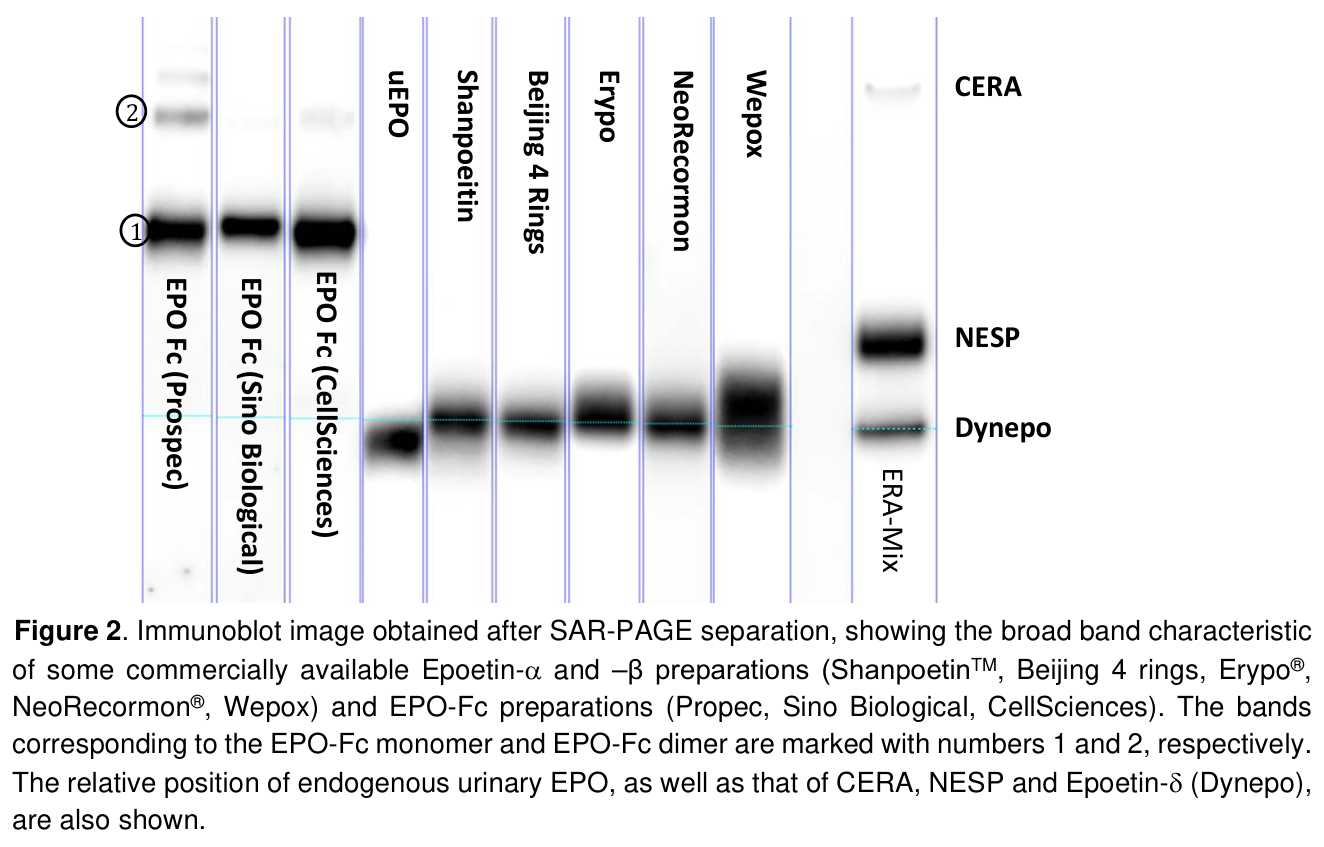 CERA
②
①
uEPO
Shanpoeitin
Beijing 4 Rings
Erypo
NeoRecormon
Wepox
EPO Fc (Prospec)
EPO Fc (Sino Biological)
EPO Fc (CellSciences)
NESP
Dynepo
ERA-Mix
Figure 2. Immunoblot image obtained after SAR-PAGE separation, showing the broad band characteristic
of some commercially available Epoetin-α and –β preparations (Shanpoetin™, Beijing 4 rings, Erypo®,
NeoRecormon®, Wepox) and EPO-Fc preparations (Propec, Sino Biological, CellSciences). The bands
corresponding to the EPO-Fc monomer and EPO-Fc dimer are marked with numbers 1 and 2, respectively.
The relative position of endogenous urinary EPO, as well as that of CERA, NESP and Epoetin-δ (Dynepo),
are also shown.